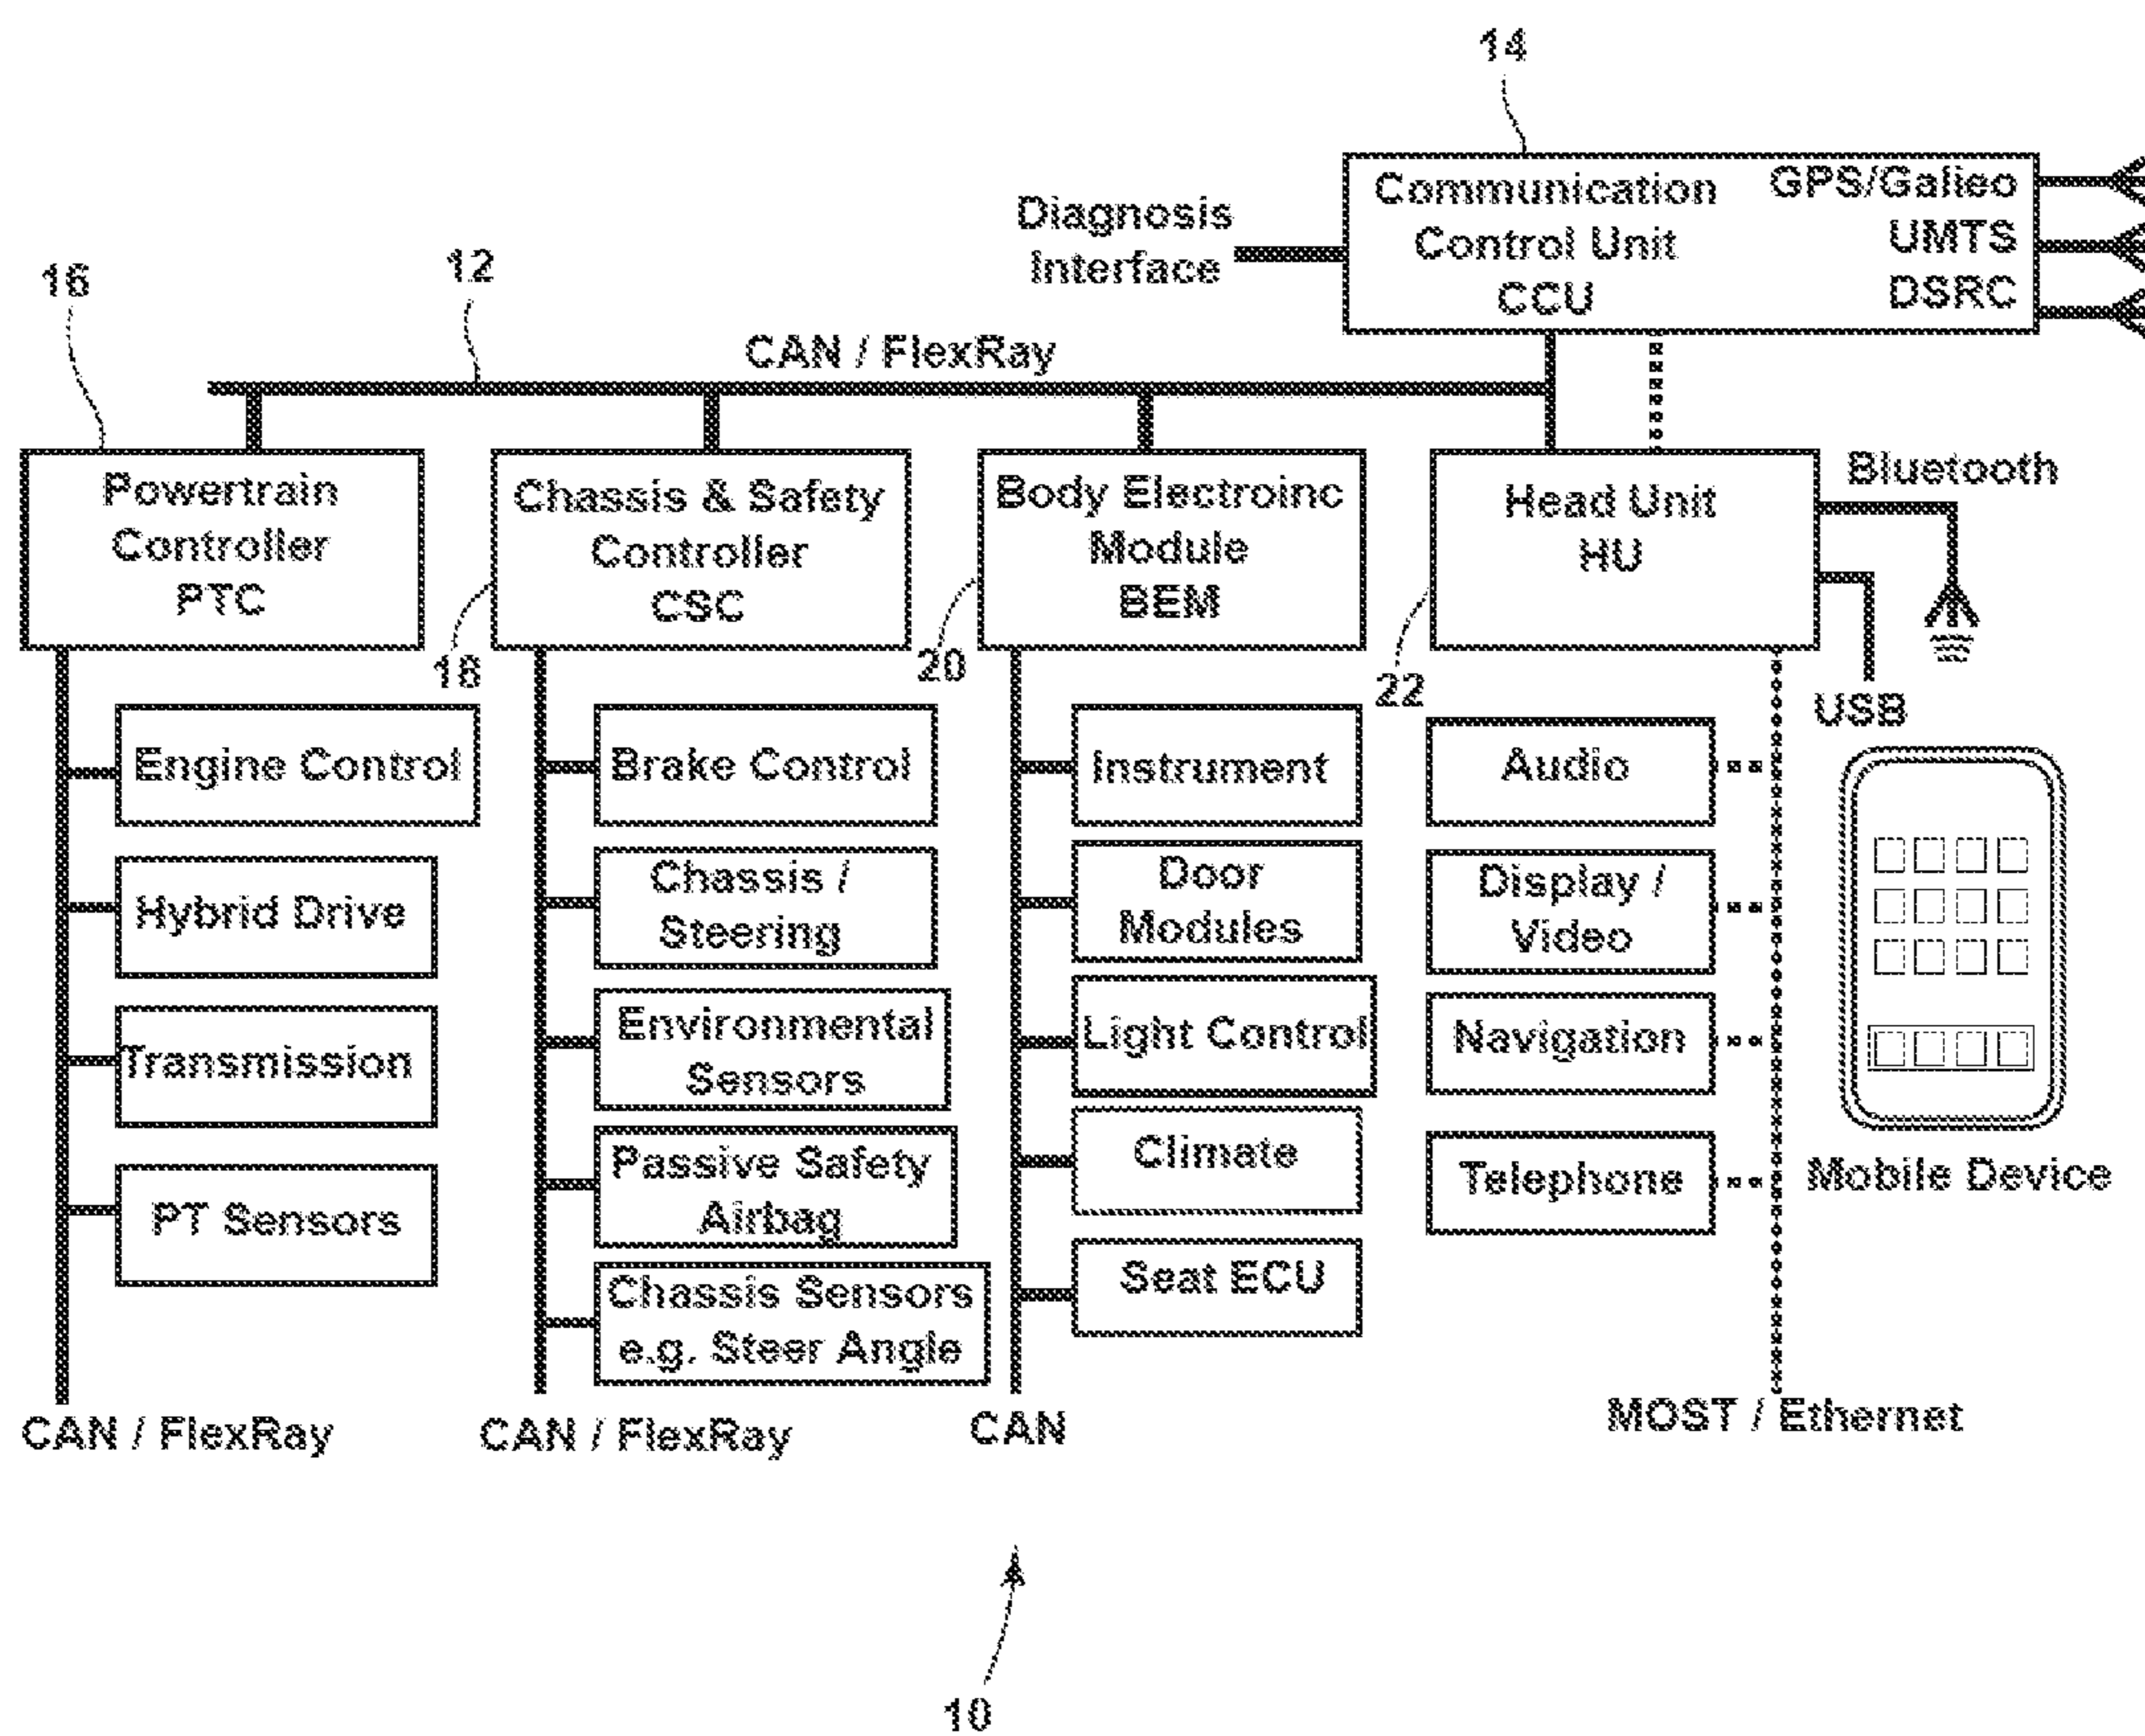 14
Communication
Control Unit
CCU
GPS/Galieo
UMTS
DSRC
Diagnosis
Interface
16
12
CAN / FlexRay
Powertrain
Controller
PTC
Chassis & Safety
Controller
CSC
Body Electroinc
Module
BEM
Head Unit
HU
Bluetooth
18
20
22
USB
Engine Control
Hybrid Drive
Transmission
PT Sensors
CAN / FlexRay
Brake Control
Chassis /
Steering
Environmental
Sensors
Passive Safety
Airbag
Chassis Sensors
e.g. Steer Angle
CAN / FlexRay
Instrument
Door
Modules
Light Control
Climate
Seat ECU
CAN
Audio
Display /
Video
Navigation
Telephone
MOST / Ethernet
Mobile Device
10